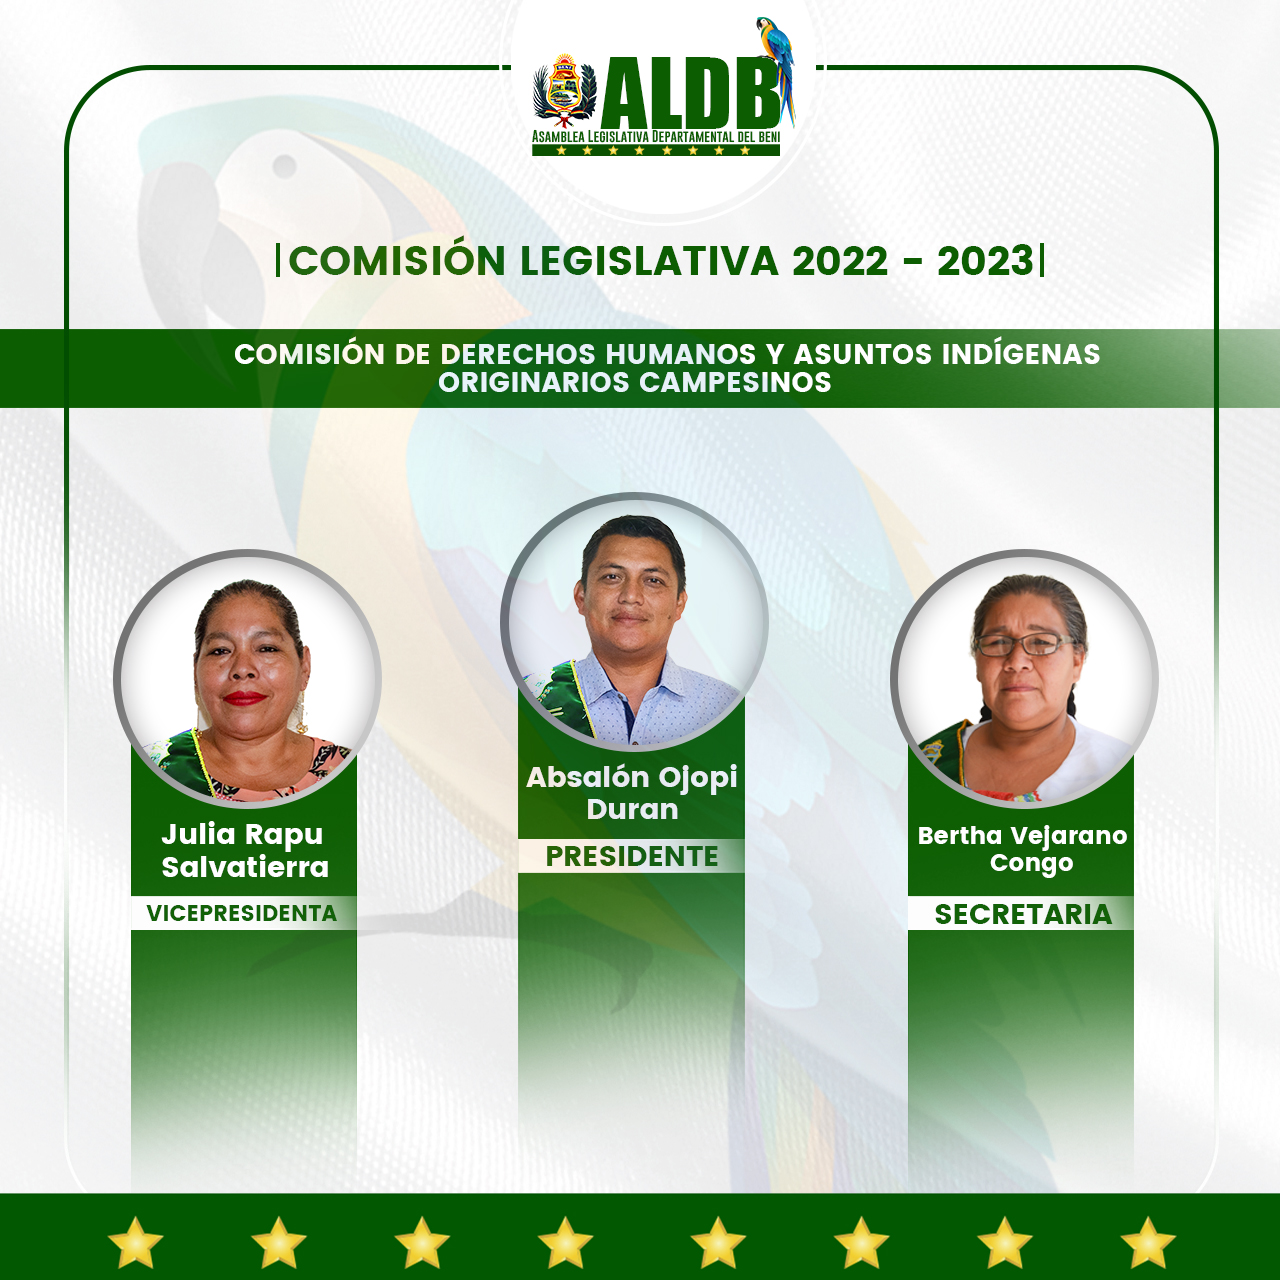 BENI
ALDB
ASAMBLEA LEGISLATIVA DEPARTAMENTAL DEL BENI
|COMISIÓN LEGISLATIVA 2022 - 2023|
COMISIÓN DE DERECHOS HUMANOS Y ASUNTOS INDÍGENAS
ORIGINARIOS CAMPESINOS
Absalón Ojopi
Duran
PRESIDENTE
Julia Rapu
Salvatierra
VICEPRESIDENTA
Bertha Vejarano
Congo
SECRETARIA